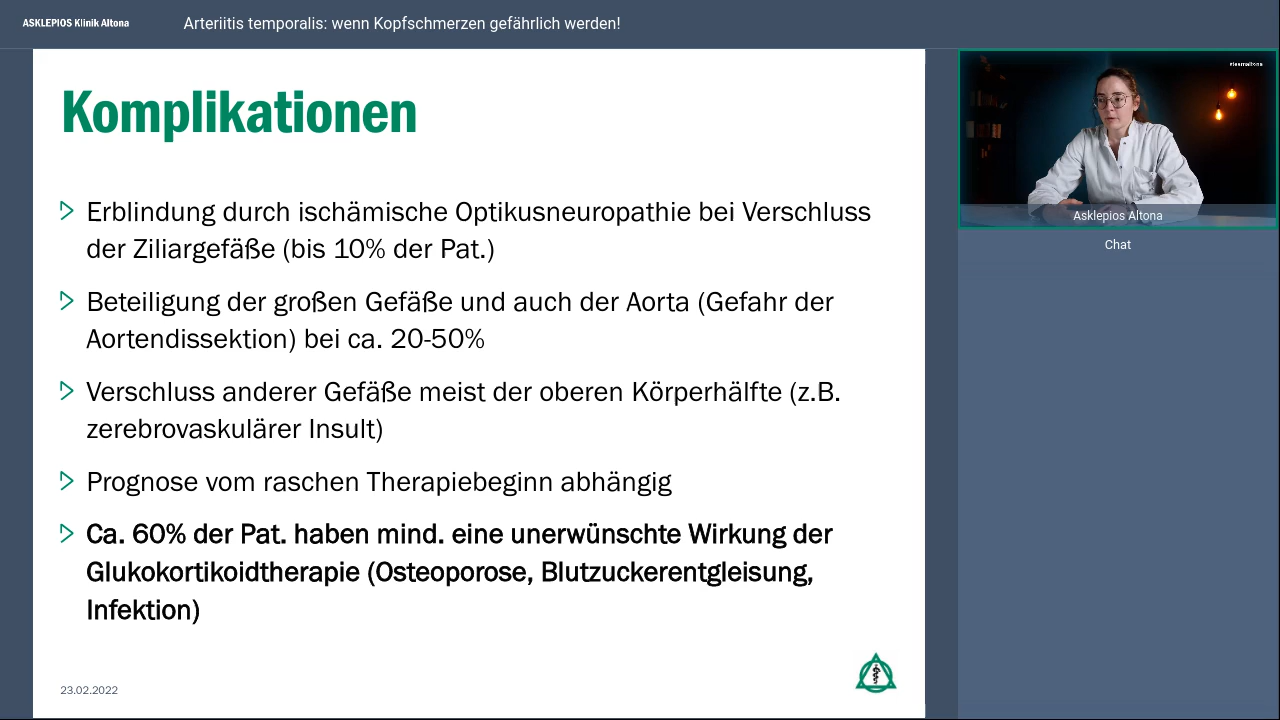 ASKLEPIOS Klinik Altona
Arteriitis temporalis: wenn Kopfschmerzen gefährlich werden!
Komplikationen
Erblindung durch ischämische Optikusneuropathie bei Verschluss
der Ziliargefäße (bis 10% der Pat.)
Beteiligung der großen Gefäße und auch der Aorta (Gefahr der
Aortendissektion) bei ca. 20-50%
Verschluss anderer Gefäße meist der oberen Körperhälfte (z.B.
zerebrovaskulärer Insult)
Prognose vom raschen Therapiebeginn abhängig
Ca. 60% der Pat. haben mind. eine unerwünschte Wirkung der
Glukokortikoidtherapie (Osteoporose, Blutzuckerentgleisung,
Infektion)
23.02.2022
#teamaltona
Asklepios Altona
Chat